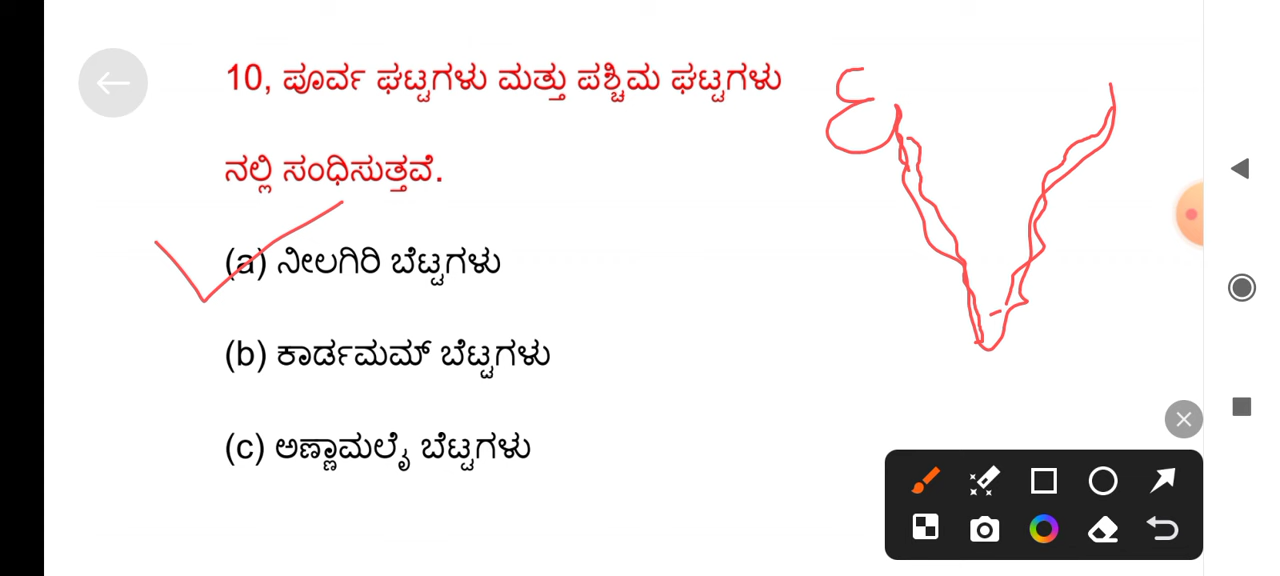 10, ಪೂರ್ವ ಘಟ್ಟಗಳು ಮತ್ತು ಪಶ್ಚಿಮ ಘಟ್ಟಗಳು
ನಲ್ಲಿ ಸಂಧಿಸುತ್ತವೆ.
(a) ನೀಲಗಿರಿ ಬೆಟ್ಟಗಳು
(b) ಕಾರ್ಡಮಮ್ ಬೆಟ್ಟಗಳು
(c) ಅಣ್ಣಾಮಲೈ ಬೆಟ್ಟಗಳು